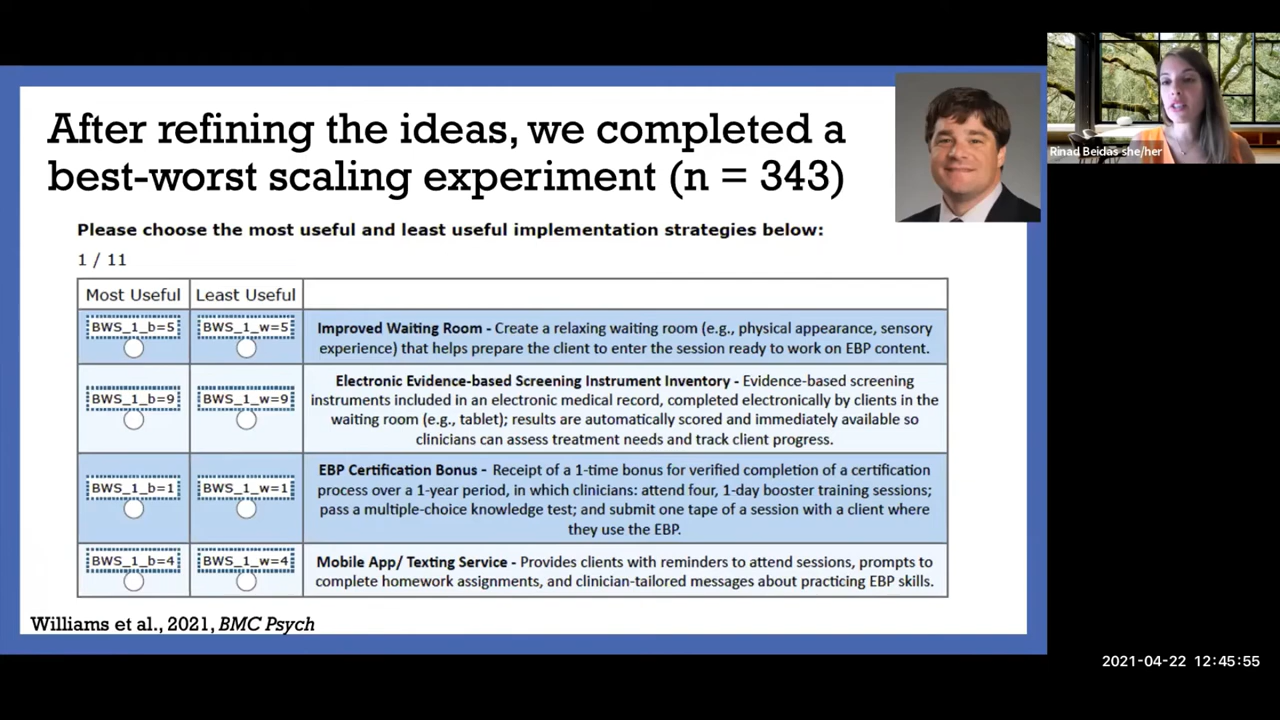 After refining the ideas, we completed a
best-worst scaling experiment (n = 343)
Rinad Beidas she/her
Please choose the most useful and least useful implementation strategies below:
1 / 11
Most Useful Least Useful
BWS_1_b=5 BWS_1_w=5
Improved Waiting Room - Create a relaxing waiting room (e.g., physical appearance, sensory
experience) that helps prepare the client to enter the session ready to work on EBP content.
BWS_1_b=9 BWS_1_w=9
Electronic Evidence-based Screening Instrument Inventory - Evidence-based screening
instruments included in an electronic medical record, completed electronically by clients in the
waiting room (e.g., tablet); results are automatically scored and immediately available so
clinicians can assess treatment needs and track client progress.
BWS_1_b=1 BWS_1_w=1
EBP Certification Bonus - Receipt of a 1-time bonus for verified completion of a certification
process over a 1-year period, in which clinicians: attend four, 1-day booster training sessions;
pass a multiple-choice knowledge test; and submit one tape of a session with a client where
they use the EBP.
BWS_1_b=4 BWS_1_w=4
Mobile App/ Texting Service - Provides clients with reminders to attend sessions, prompts to
complete homework assignments, and clinician-tailored messages about practicing EBP skills.
Williams et al., 2021, BMC Psych
2021-04-22 12:45:55